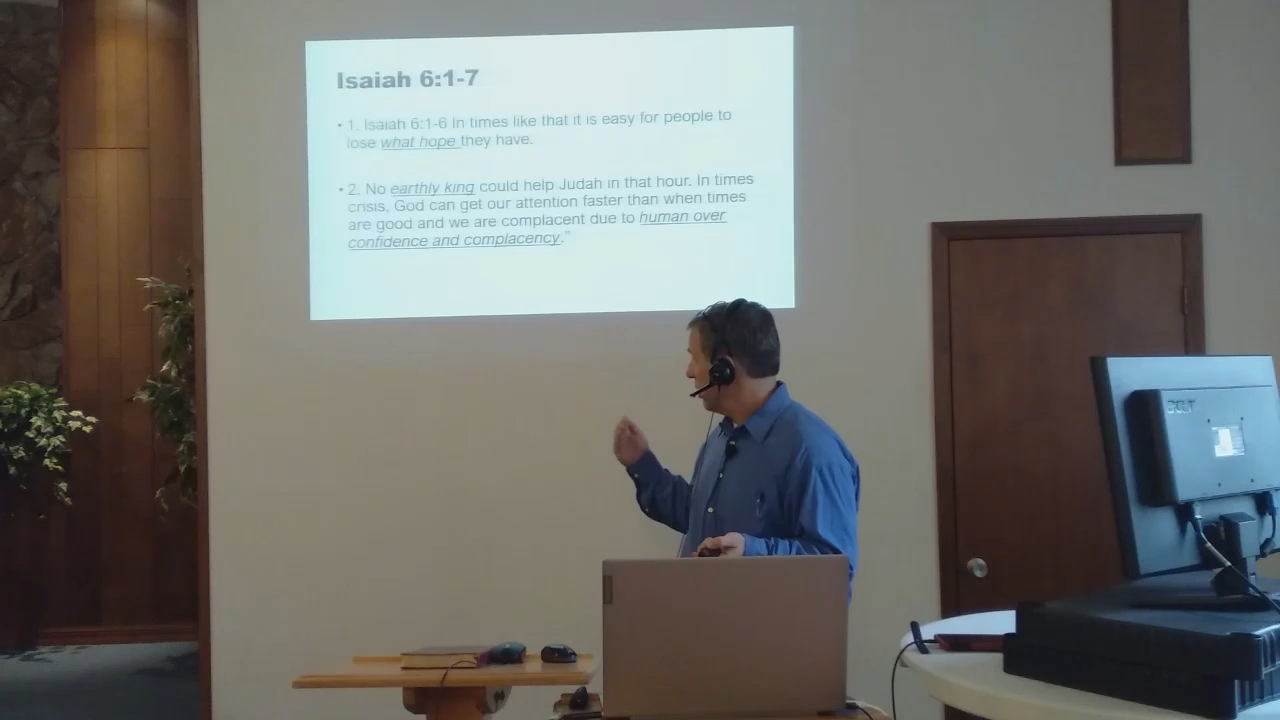 Isaiah 6:1-7
• 1. Isaiah 6:1-6 In times like that it is easy for people to
lose what hope they have.
• 2. No earthly king could help Judah in that hour. In times
crisis, God can get our attention faster than when times
are good and we are complacent due to human over
confidence and complacency."
acer